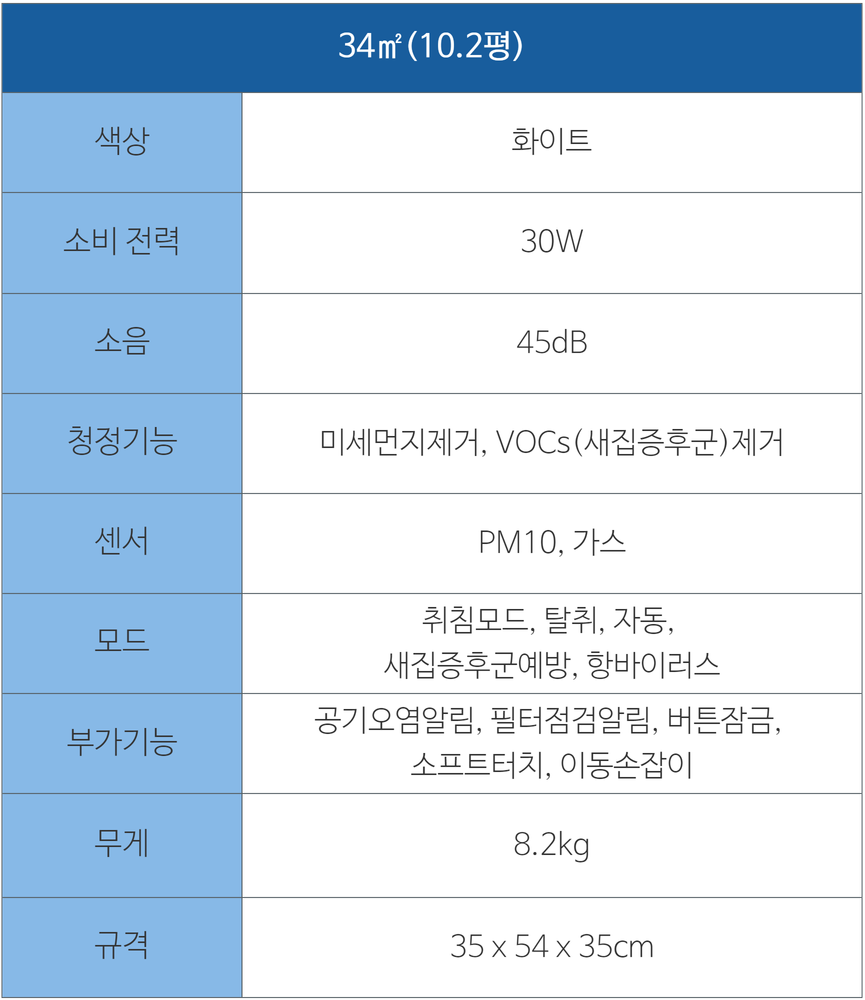 34㎡(10.2평)
색상
화이트
소비 전력
30W
소음
45dB
청정기능
미세먼지제거, VOCs(새집증후군)제거
센서
PM10, 가스
모드
취침모드, 탈취, 자동,
새집증후군예방, 항바이러스
부가기능
공기오염알림, 필터점검알림, 버튼잠금,
소프트터치, 이동손잡이
무게
8.2kg
규격
35 x 54 x 35cm